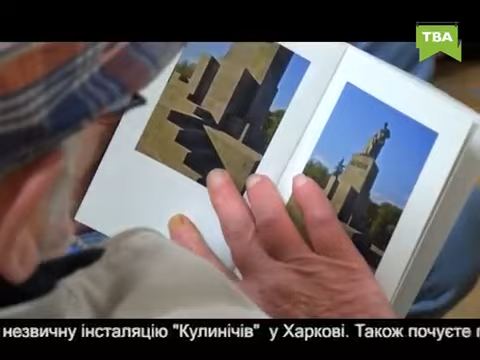 ТВА
незвичну інсталяцію "Кулинічів" у Харкові. Також почуєте